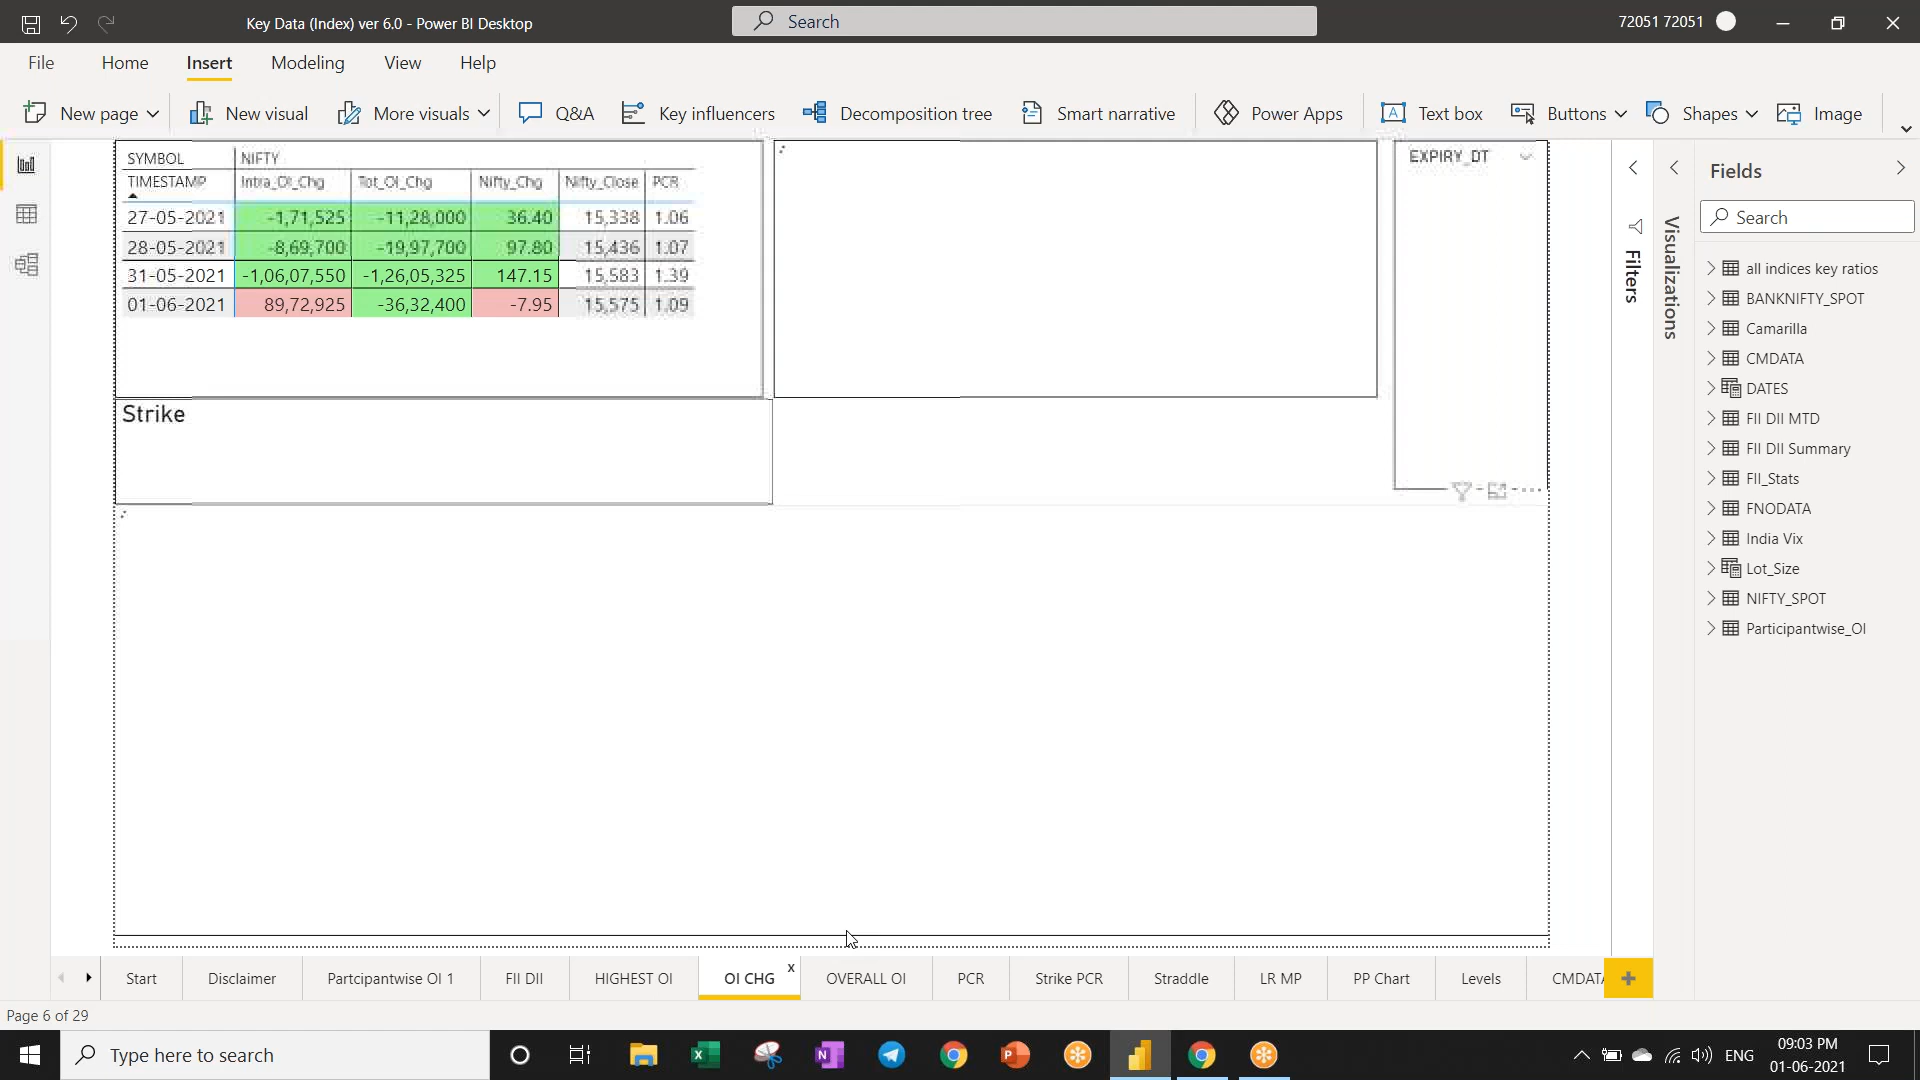 Key Data (Index) ver 6.0 - Power BI Desktop
Search
72051 72051
File Home Insert Modeling View Help
New page New visual More visuals Q&A Key influencers Decomposition tree Smart narrative Power Apps Text box Buttons Shapes Image
SYMBOL NIFTY
TIMESTAMP Intra_OI_Chg Tot_OI_Chg Nifty_Chg Nifty_Close PCR
27-05-2021 -1,71,525 -11,28,000 36.40 15,338 1.06
28-05-2021 -8,69,700 -19,97,700 97.80 15,436 1.07
31-05-2021 -1,06,07,550 -1,26,05,325 147.15 15,583 1.39
01-06-2021 89,72,925 -36,32,400 -7.95 15,575 1.09
EXPIRY_DT
Strike
Filters
Visualizations
Fields
Search
all indices key ratios
BANKNIFTY_SPOT
Camarilla
CMDATA
DATES
FII DII MTD
FII DII Summary
FII_Stats
FNODATA
India Vix
Lot_Size
NIFTY_SPOT
Participantwise_OI
Start Disclaimer Partcipantwise OI 1 FII DII HIGHEST OI OI CHG x OVERALL OI PCR Strike PCR Straddle LR MP PP Chart Levels CMDATA
Page 6 of 29
Type here to search
ENG
09:03 PM
01-06-2021